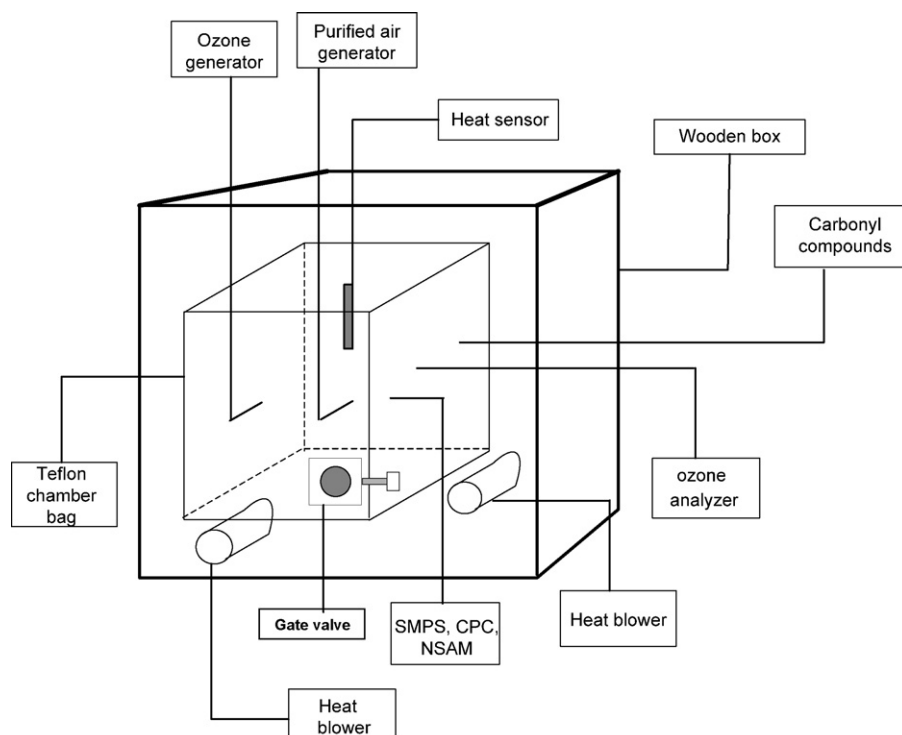 Ozone
generator
Purified air
generator
Heat sensor
Wooden box
Carbonyl
compounds
Teflon
chamber
bag
ozone
analyzer
Gate valve
SMPS, CPC,
NSAM
Heat blower
Heat
blower